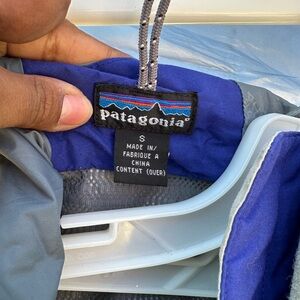 patagonia®
S
MADE IN/
FABRIQUE A
CHINA
CONTENT (OVER)